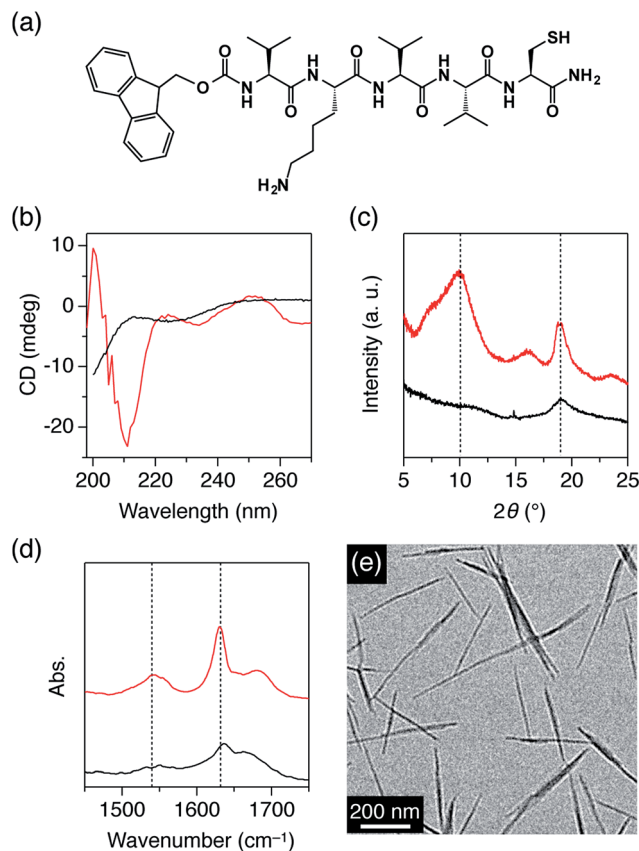 (a)
SH
O H N O H N O H N NH₂
O N H O N H O N H O
H₂N
(b)
10
0
-10
-20
CD (mdeg)
200 220 240 260
Wavelength (nm)
(c)
Intensity (a. u.)
5 10 15 20 25
2θ (°)
(d)
Abs.
1500 1600 1700
Wavenumber (cm⁻¹)
(e)
200 nm